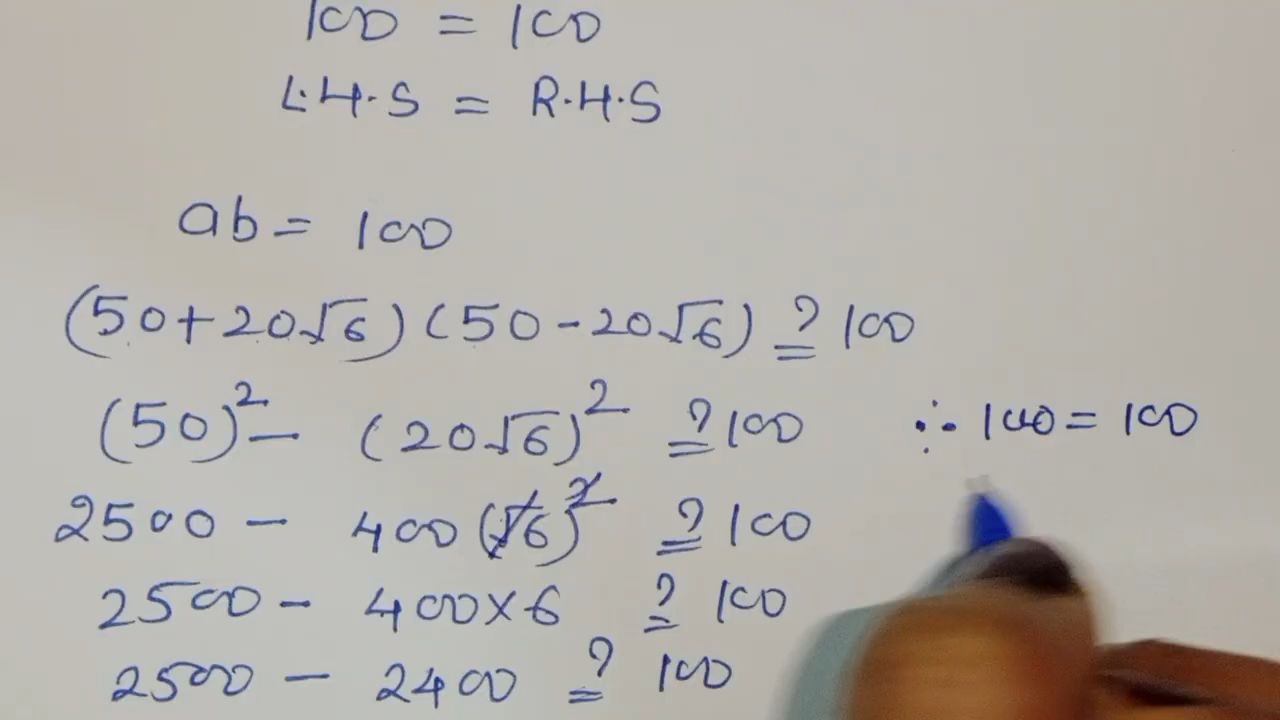 100 = 100
L.H.S = R.H.S
ab = 100
(50+20√6)(50-20√6) ≟ 100
(50)² - (20√6)² ≟ 100
∴ 100 = 100
2500 - 400(√6)² ≟ 100
2500 - 400×6 ≟ 100
2500 - 2400 ≟ 100